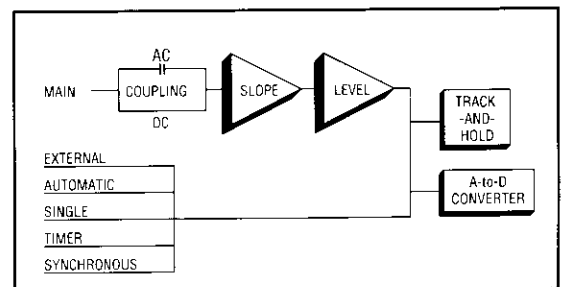 AC
MAIN
COUPLING
SLOPE
LEVEL
DC
TRACK
-AND-
HOLD
EXTERNAL
AUTOMATIC
SINGLE
TIMER
SYNCHRONOUS
A-to-D
CONVERTER